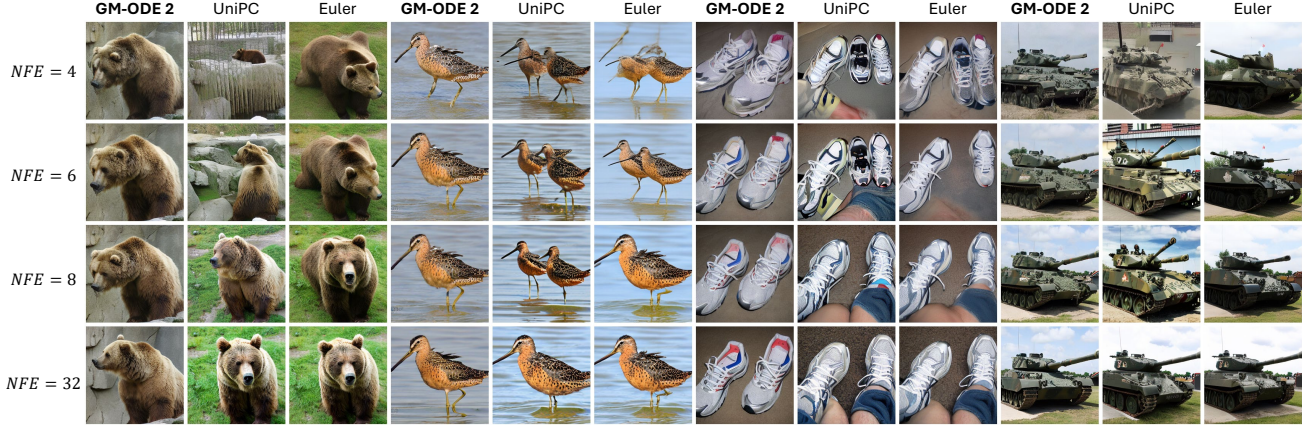 GM-ODE 2 UniPC Euler GM-ODE 2 UniPC Euler GM-ODE 2 UniPC Euler GM-ODE 2 UniPC Euler
NFE = 4
NFE = 6
NFE = 8
NFE = 32